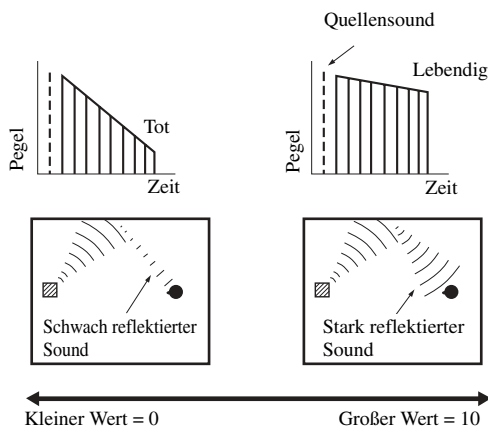 Quellensound
Pegel
Tot
Zeit
Pegel
Lebendig
Zeit
Schwach reflektierter
Sound
Stark reflektierter
Sound
Kleiner Wert = 0
Großer Wert = 10